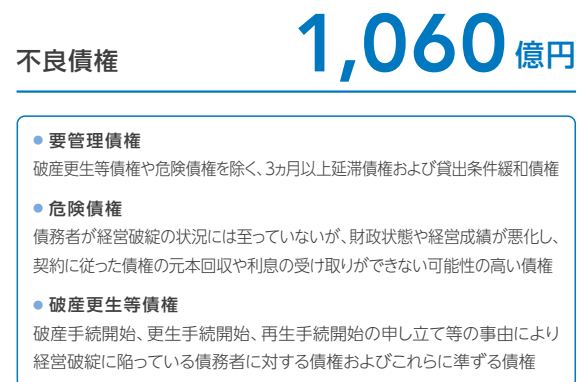 不良債権 1,060億円
● 要管理債権
破産更生等債権や危険債権を除く、3ヵ月以上延滞債権および貸出条件緩和債権
● 危険債権
債務者が経営破綻の状況には至っていないが、財政状態や経営成績が悪化し、
契約に従った債権の元本回収や利息の受け取りができない可能性の高い債権
● 破産更生等債権
破産手続開始、更生手続開始、再生手続開始の申し立て等の事由により
経営破綻に陥っている債務者に対する債権およびこれらに準ずる債権